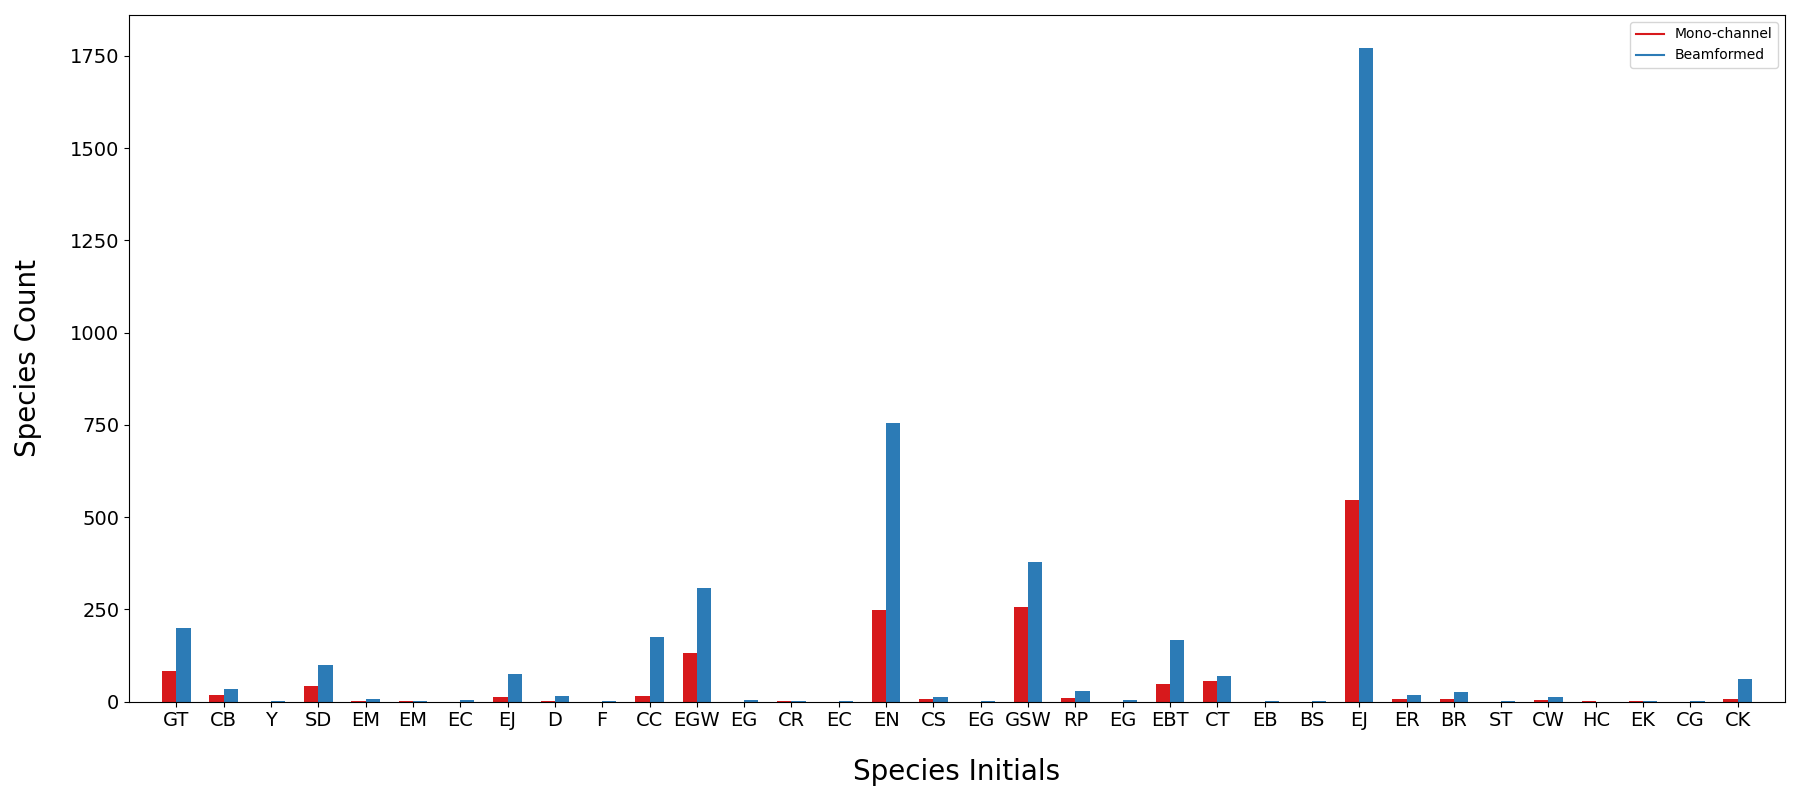 Mono-channel
Beamformed
1750
1500
1250
1000
750
500
250
0
Species Count
GT CB Y SD EM EM EC EJ D F CC EGW EG CR EC EN CS EG GSW RP EG EBT CT EB BS EJ ER BR ST CW HC EK CG CK
Species Initials